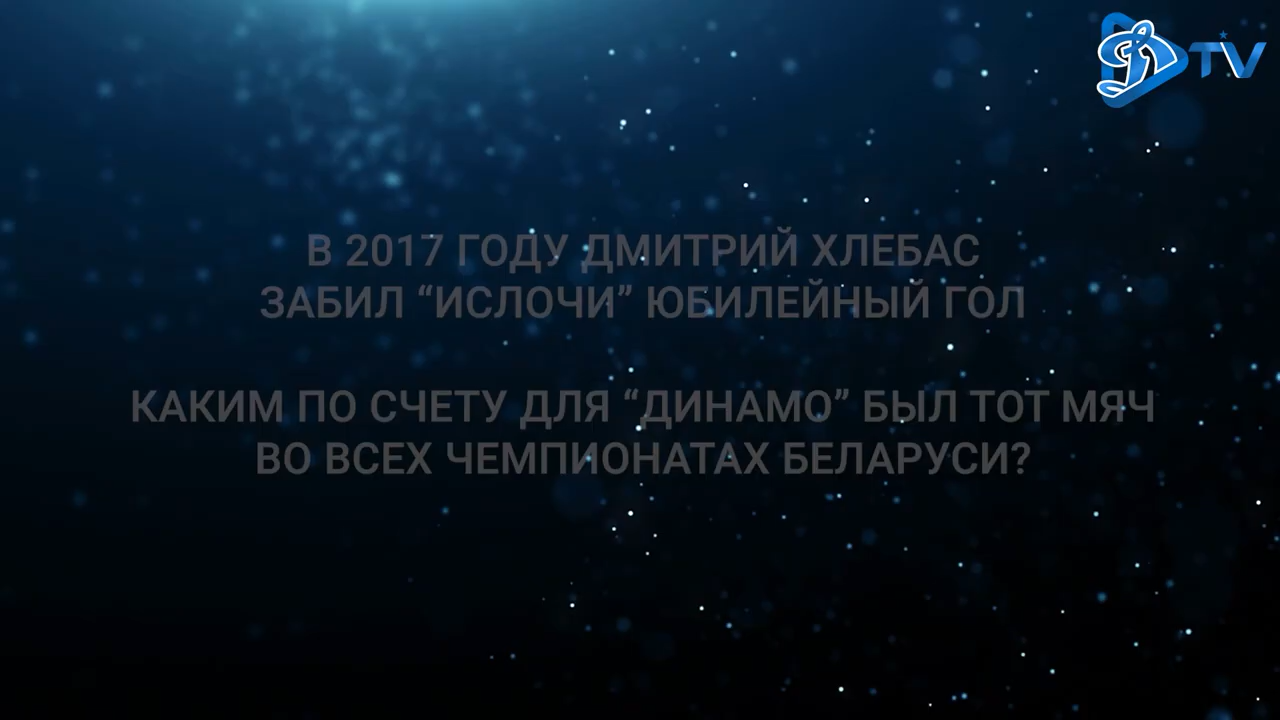 TV
В 2017 ГОДУ ДМИТРИЙ ХЛЕБАС
ЗАБИЛ “ИСЛОЧИ” ЮБИЛЕЙНЫЙ ГОЛ
КАКИМ ПО СЧЕТУ ДЛЯ “ДИНАМО” БЫЛ ТОТ МЯЧ
ВО ВСЕХ ЧЕМПИОНАТАХ БЕЛАРУСИ?